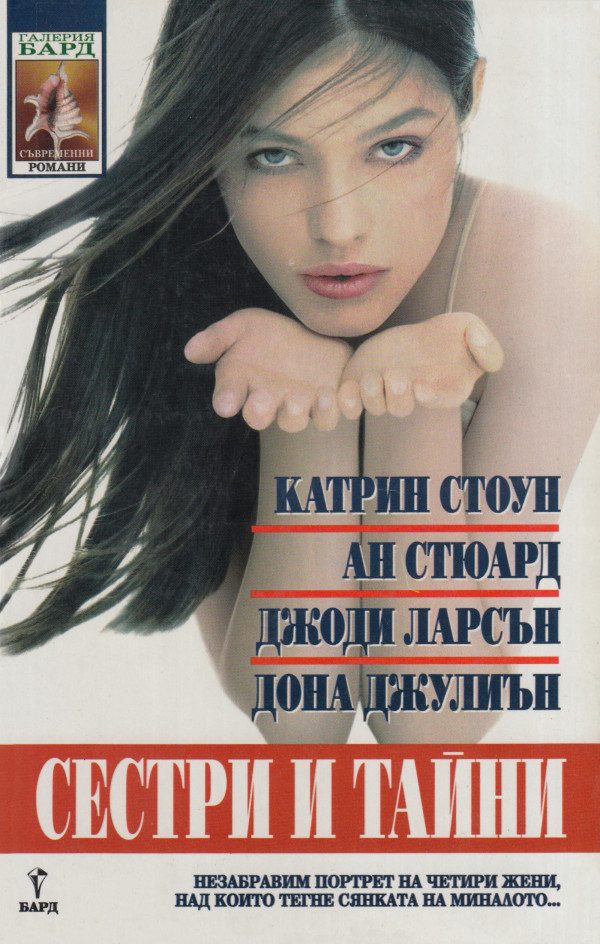 ГАЛЕРИЯ
БАРД
СЪВРЕМЕННИ
РОМАНИ
КАТРИН СТОУН
АН СТЮАРД
ДЖОДИ ЛАРСЪН
ДОНА ДЖУЛИЪН
СЕСТРИ И ТАЙНИ
НЕЗАБРАВИМ ПОРТРЕТ НА ЧЕТИРИ ЖЕНИ,
НАД КОИТО ТЕГНЕ СЯНКАТА НА МИНАЛОТО...
БАРД